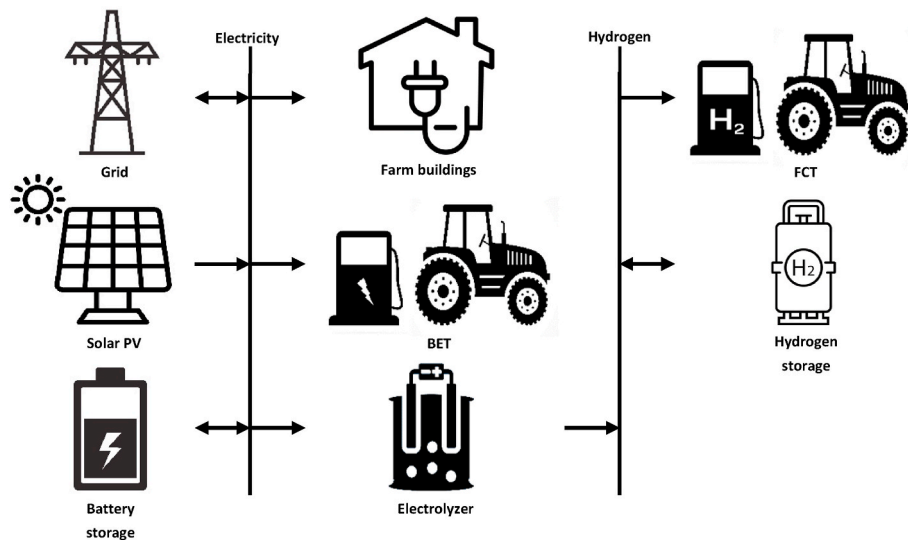 Electricity
Hydrogen
H2
Grid
Farm buildings
FCT
H2
Solar PV
BET
Hydrogen
storage
Battery
storage
Electrolyzer